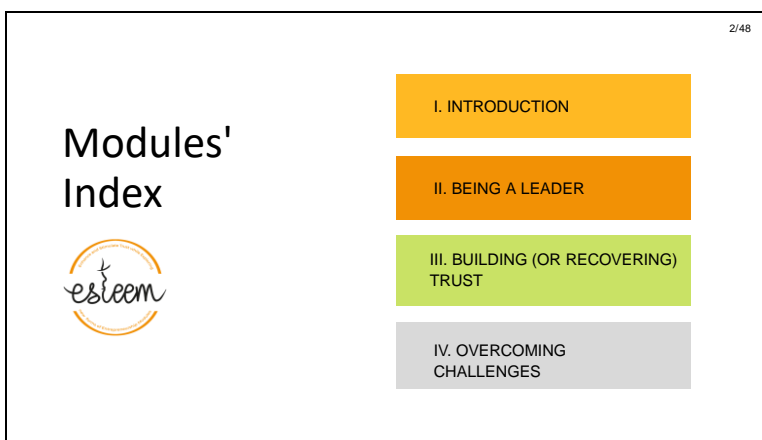 2/48
Modules'
Index
esteem
I. INTRODUCTION
II. BEING A LEADER
III. BUILDING (OR RECOVERING)
TRUST
IV. OVERCOMING
CHALLENGES